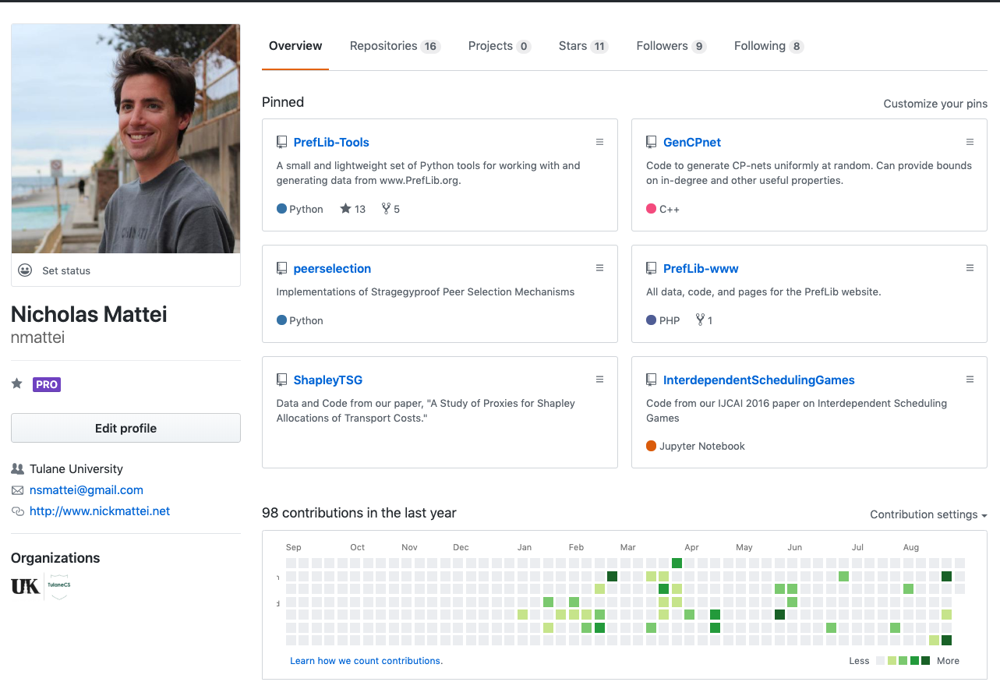 Overview Repositories 16 Projects 0 Stars 11 Followers 9 Following 8
Set status
Nicholas Mattei
nmattei
PRO
Edit profile
Tulane University
nsmattei@gmail.com
http://www.nickmattei.net
Organizations
UK TulaneCS
Pinned Customize your pins
PrefLib-Tools
A small and lightweight set of Python tools for working with and
generating data from www.PrefLib.org.
Python 13 5
GenCPnet
Code to generate CP-nets uniformly at random. Can provide bounds
on in-degree and other useful properties.
C++
peerselection
Implementations of Stragegyproof Peer Selection Mechanisms
Python
PrefLib-www
All data, code, and pages for the PrefLib website.
PHP 1
ShapleyTSG
Data and Code from our paper, "A Study of Proxies for Shapley
Allocations of Transport Costs."
InterdependentSchedulingGames
Code from our IJCAI 2016 paper on Interdependent Scheduling
Games
Jupyter Notebook
98 contributions in the last year Contribution settings
Sep Oct Nov Dec Jan Feb Mar Apr May Jun Jul Aug
Learn how we count contributions. Less More